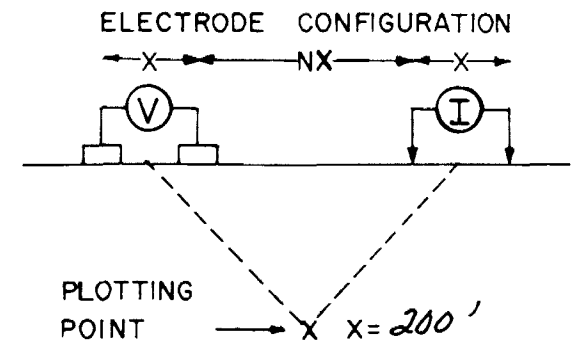 ELECTRODE CONFIGURATION
X NX X
V I
PLOTTING
POINT X X= 200'